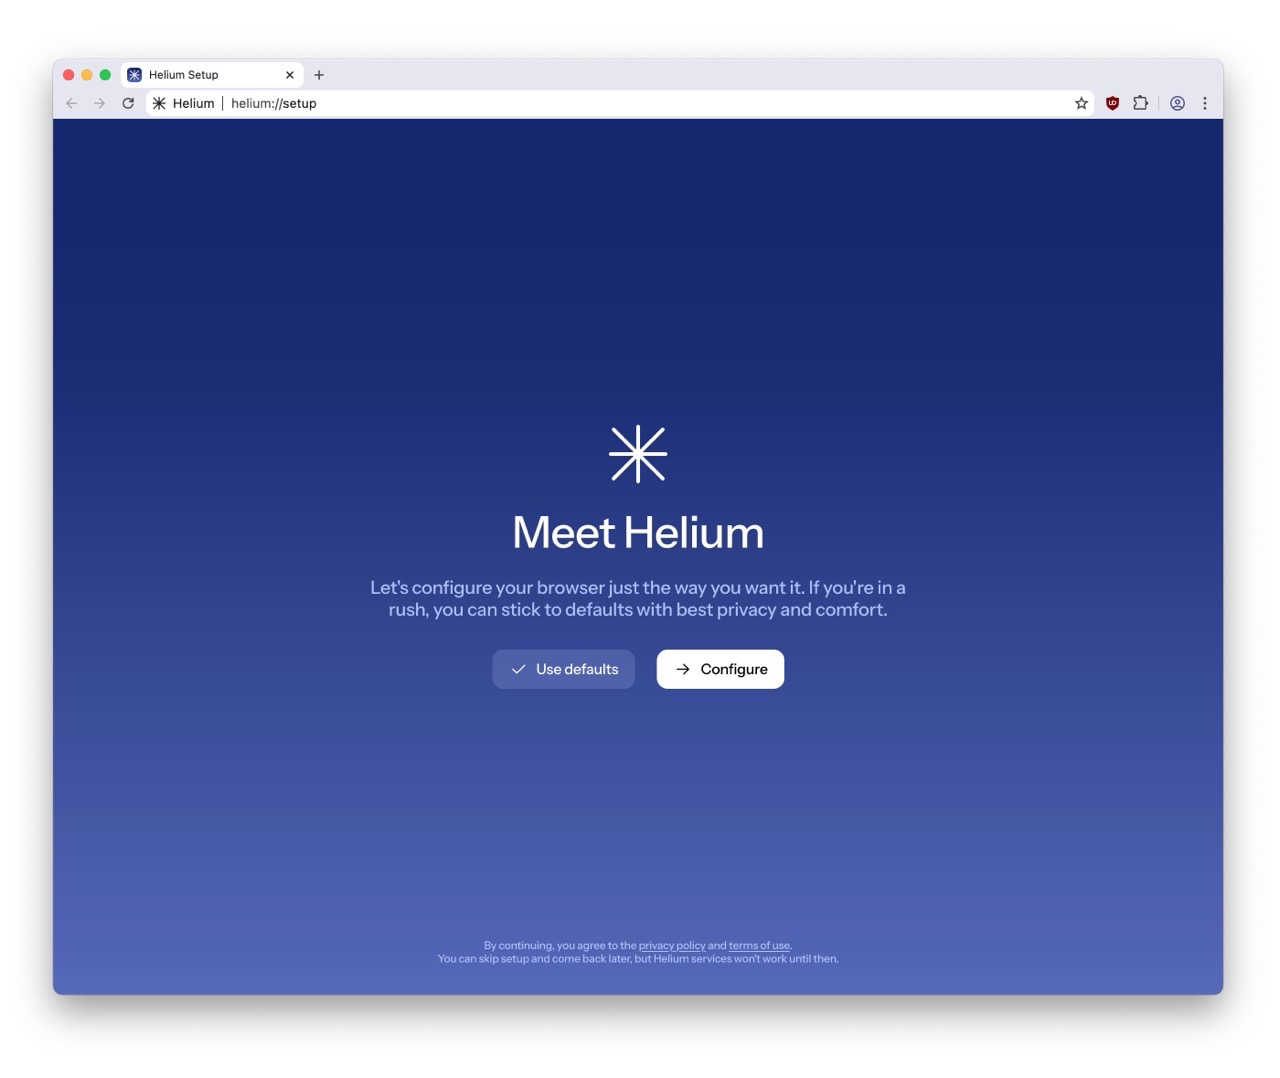 Helium Setup
Helium | helium://setup
Meet Helium
Let's configure your browser just the way you want it. If you're in a
rush, you can stick to defaults with best privacy and comfort.
Use defaults
Configure
By continuing, you agree to the privacy policy and terms of use.
You can skip setup and come back later, but Helium services won't work until then.